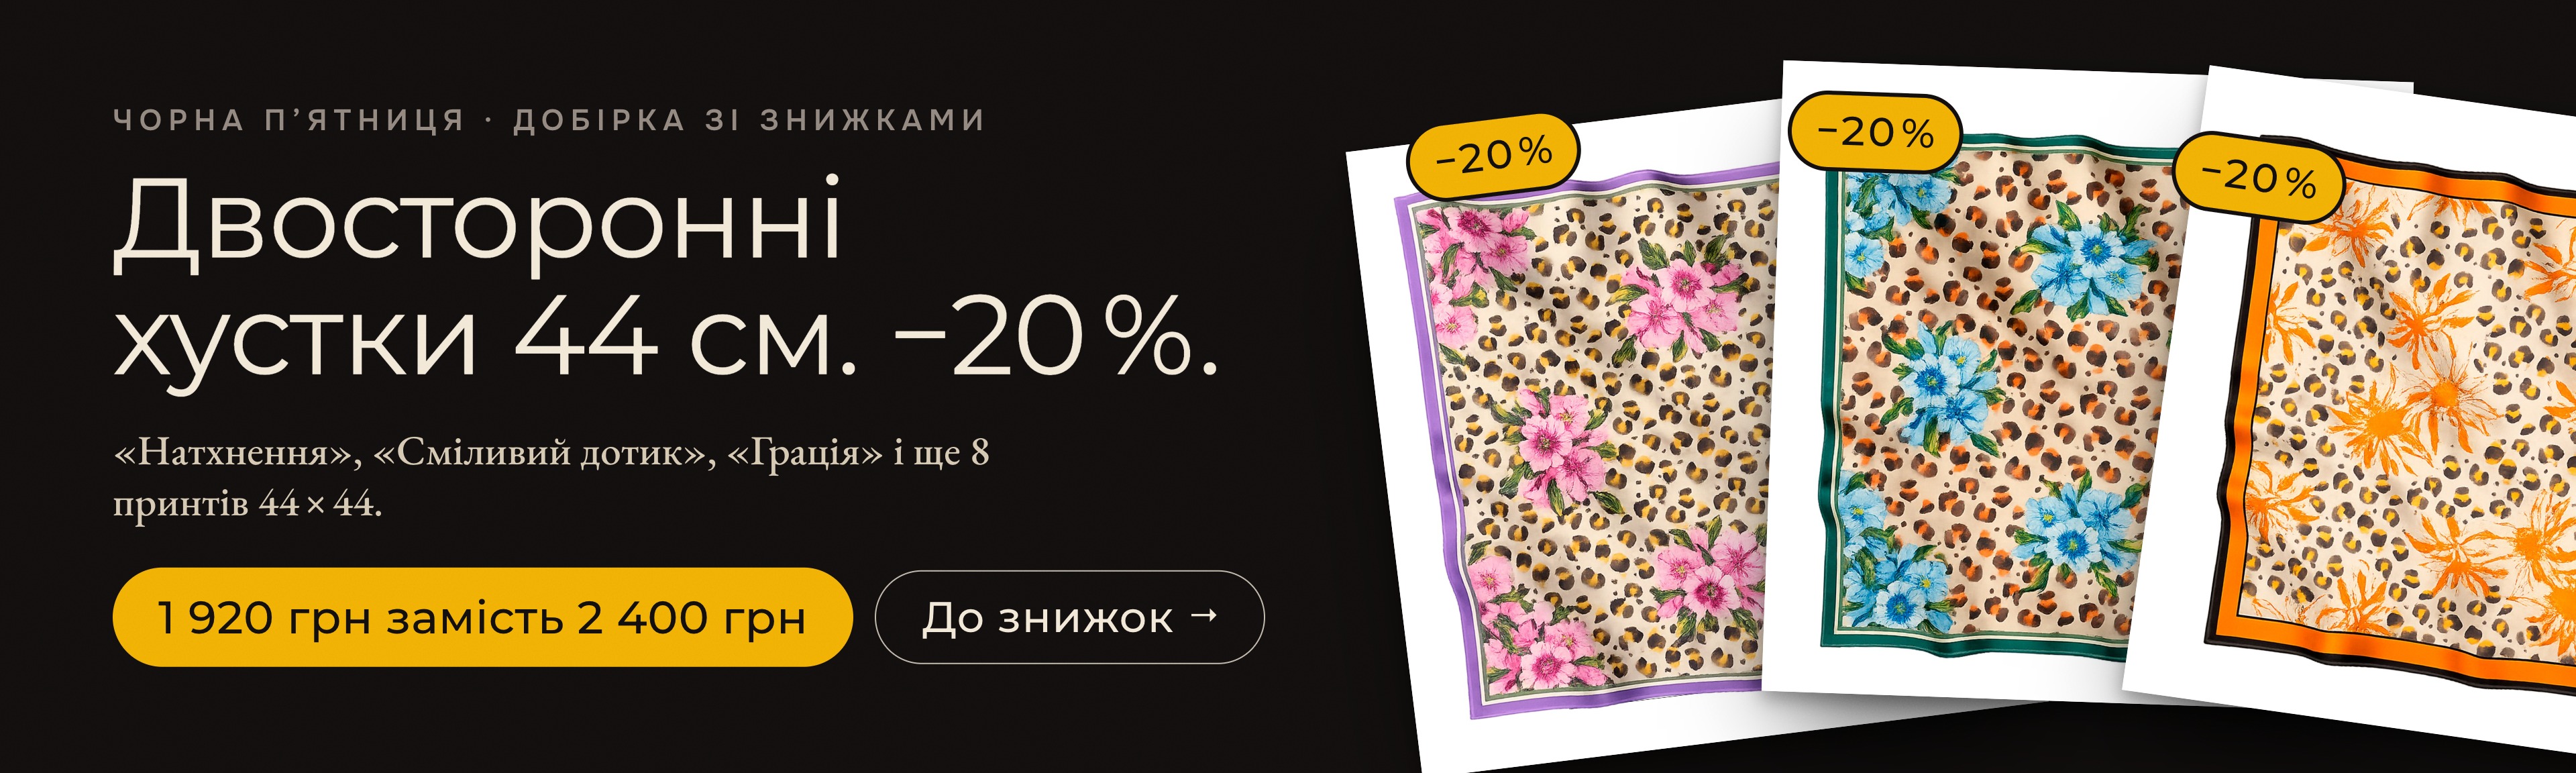 ЧОРНА П’ЯТНИЦЯ · ДОБІРКА ЗІ ЗНИЖКАМИ
Двосторонні
хустки 44 см. −20 %.
«Натхнення», «Сміливий дотик», «Грація» і ще 8
принтів 44 × 44.
1 920 грн замість 2 400 грн
До знижок →
−20 %
−20 %
−20 %